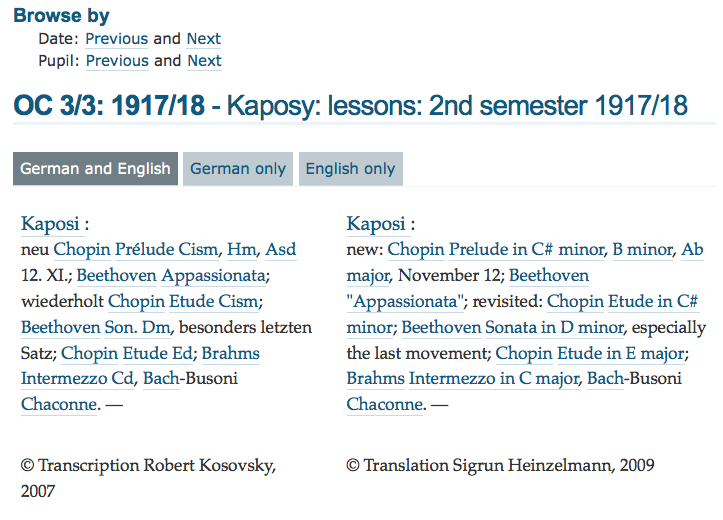 Browse by
Date: Previous and Next
Pupil: Previous and Next
OC 3/3: 1917/18 - Kaposy: lessons: 2nd semester 1917/18
German and English
German only
English only
Kaposi :
neu Chopin Prélude Cism, Hm, Asd
12. XI.; Beethoven Appassionata;
wiederholt Chopin Etude Cism;
Beethoven Son. Dm, besonders letzten
Satz; Chopin Etude Ed; Brahms
Intermezzo Cd, Bach-Busoni
Chaconne. —
© Transcription Robert Kosovsky,
2007
Kaposi :
new: Chopin Prelude in C# minor, B minor, Ab
major, November 12; Beethoven
"Appassionata"; revisited: Chopin Etude in C#
minor; Beethoven Sonata in D minor, especially
the last movement; Chopin Etude in E major;
Brahms Intermezzo in C major, Bach-Busoni
Chaconne. —
© Translation Sigrun Heinzelmann, 2009